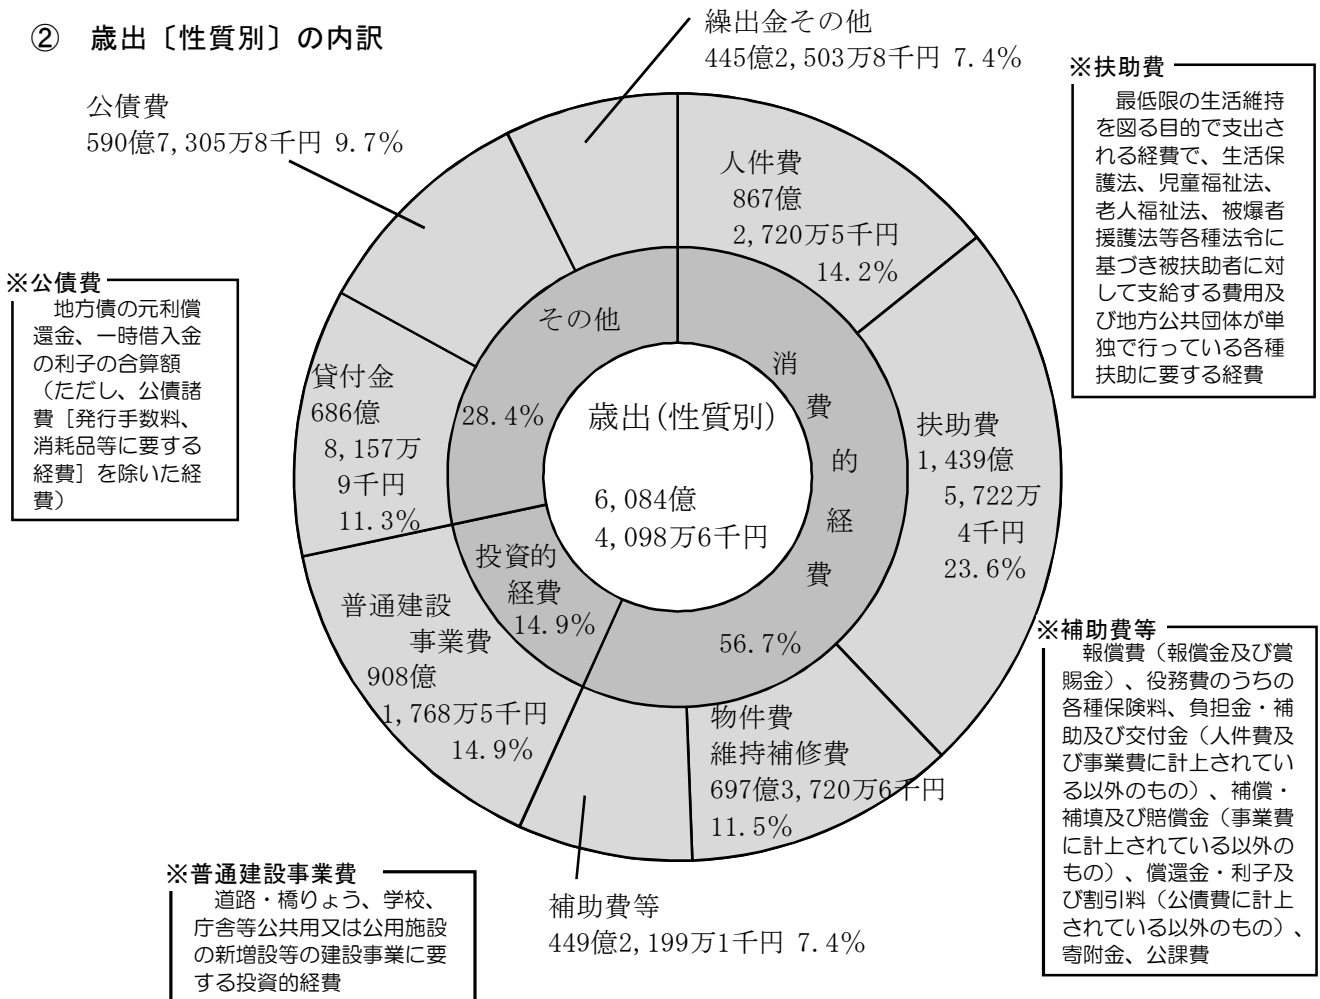 ② 歳出〔性質別〕の内訳
繰出金その他
445億2,503万8千円 7.4%
公債費
590億7,305万8千円 9.7%
※扶助費
最低限の生活維持
を図る目的で支出さ
れる経費で、生活保
護法、児童福祉法、
老人福祉法、被爆者
援護法等各種法令に
基づき被扶助者に対
して支給する費用及
び地方公共団体が単
独で行っている各種
扶助に要する経費
人件費
867億
2,720万5千円
14.2%
※公債費
地方債の元利償
還金、一時借入金
の利子の合算額
（ただし、公債諸
費［発行手数料、
消耗品等に要する
経費］を除いた経
費）
その他
28.4%
貸付金
686億
8,157万
9千円
11.3%
歳出(性質別)
6,084億
4,098万6千円
消費的経費
56.7%
扶助費
1,439億
5,722万
4千円
23.6%
投資的
経費
14.9%
普通建設
事業費
908億
1,768万5千円
14.9%
物件費
維持補修費
697億3,720万6千円
11.5%
※補助費等
報償費（報償金及び賞
賜金）、役務費のうちの
各種保険料、負担金・補
助及び交付金（人件費及
び事業費に計上されてい
る以外のもの）、補償・
補填及び賠償金（事業費
に計上されている以外の
もの）、償還金・利子及
び割引料（公債費に計上
されている以外のもの）、
寄附金、公課費
※普通建設事業費
道路・橋りょう、学校、
庁舎等公共用又は公用施設
の新増設等の建設事業に要
する投資的経費
補助費等
449億2,199万1千円 7.4%